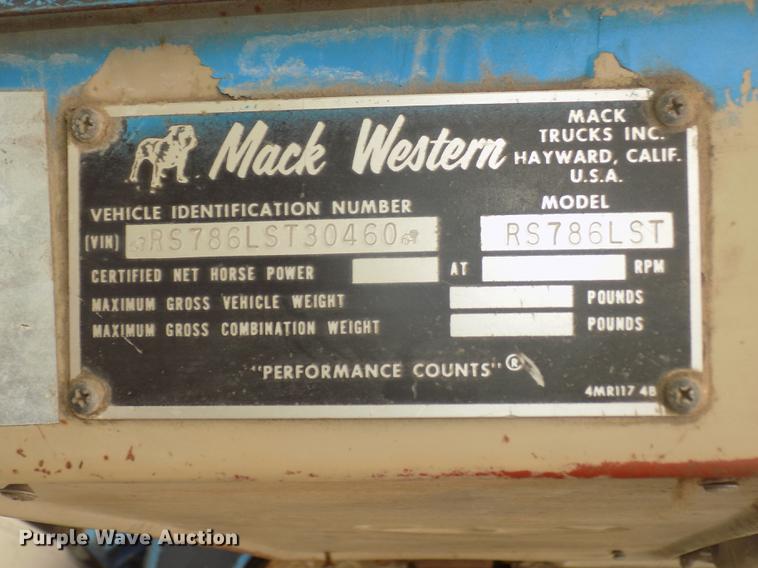 Mack Western
MACK
TRUCKS INC.
HAYWARD, CALIF.
U.S.A.
VEHICLE IDENTIFICATION NUMBER
MODEL
(VIN) RS786LST30460
RS786LST
CERTIFIED NET HORSE POWER AT RPM
MAXIMUM GROSS VEHICLE WEIGHT POUNDS
MAXIMUM GROSS COMBINATION WEIGHT POUNDS
"PERFORMANCE COUNTS"®
4MR117 4B
Purple Wave Auction